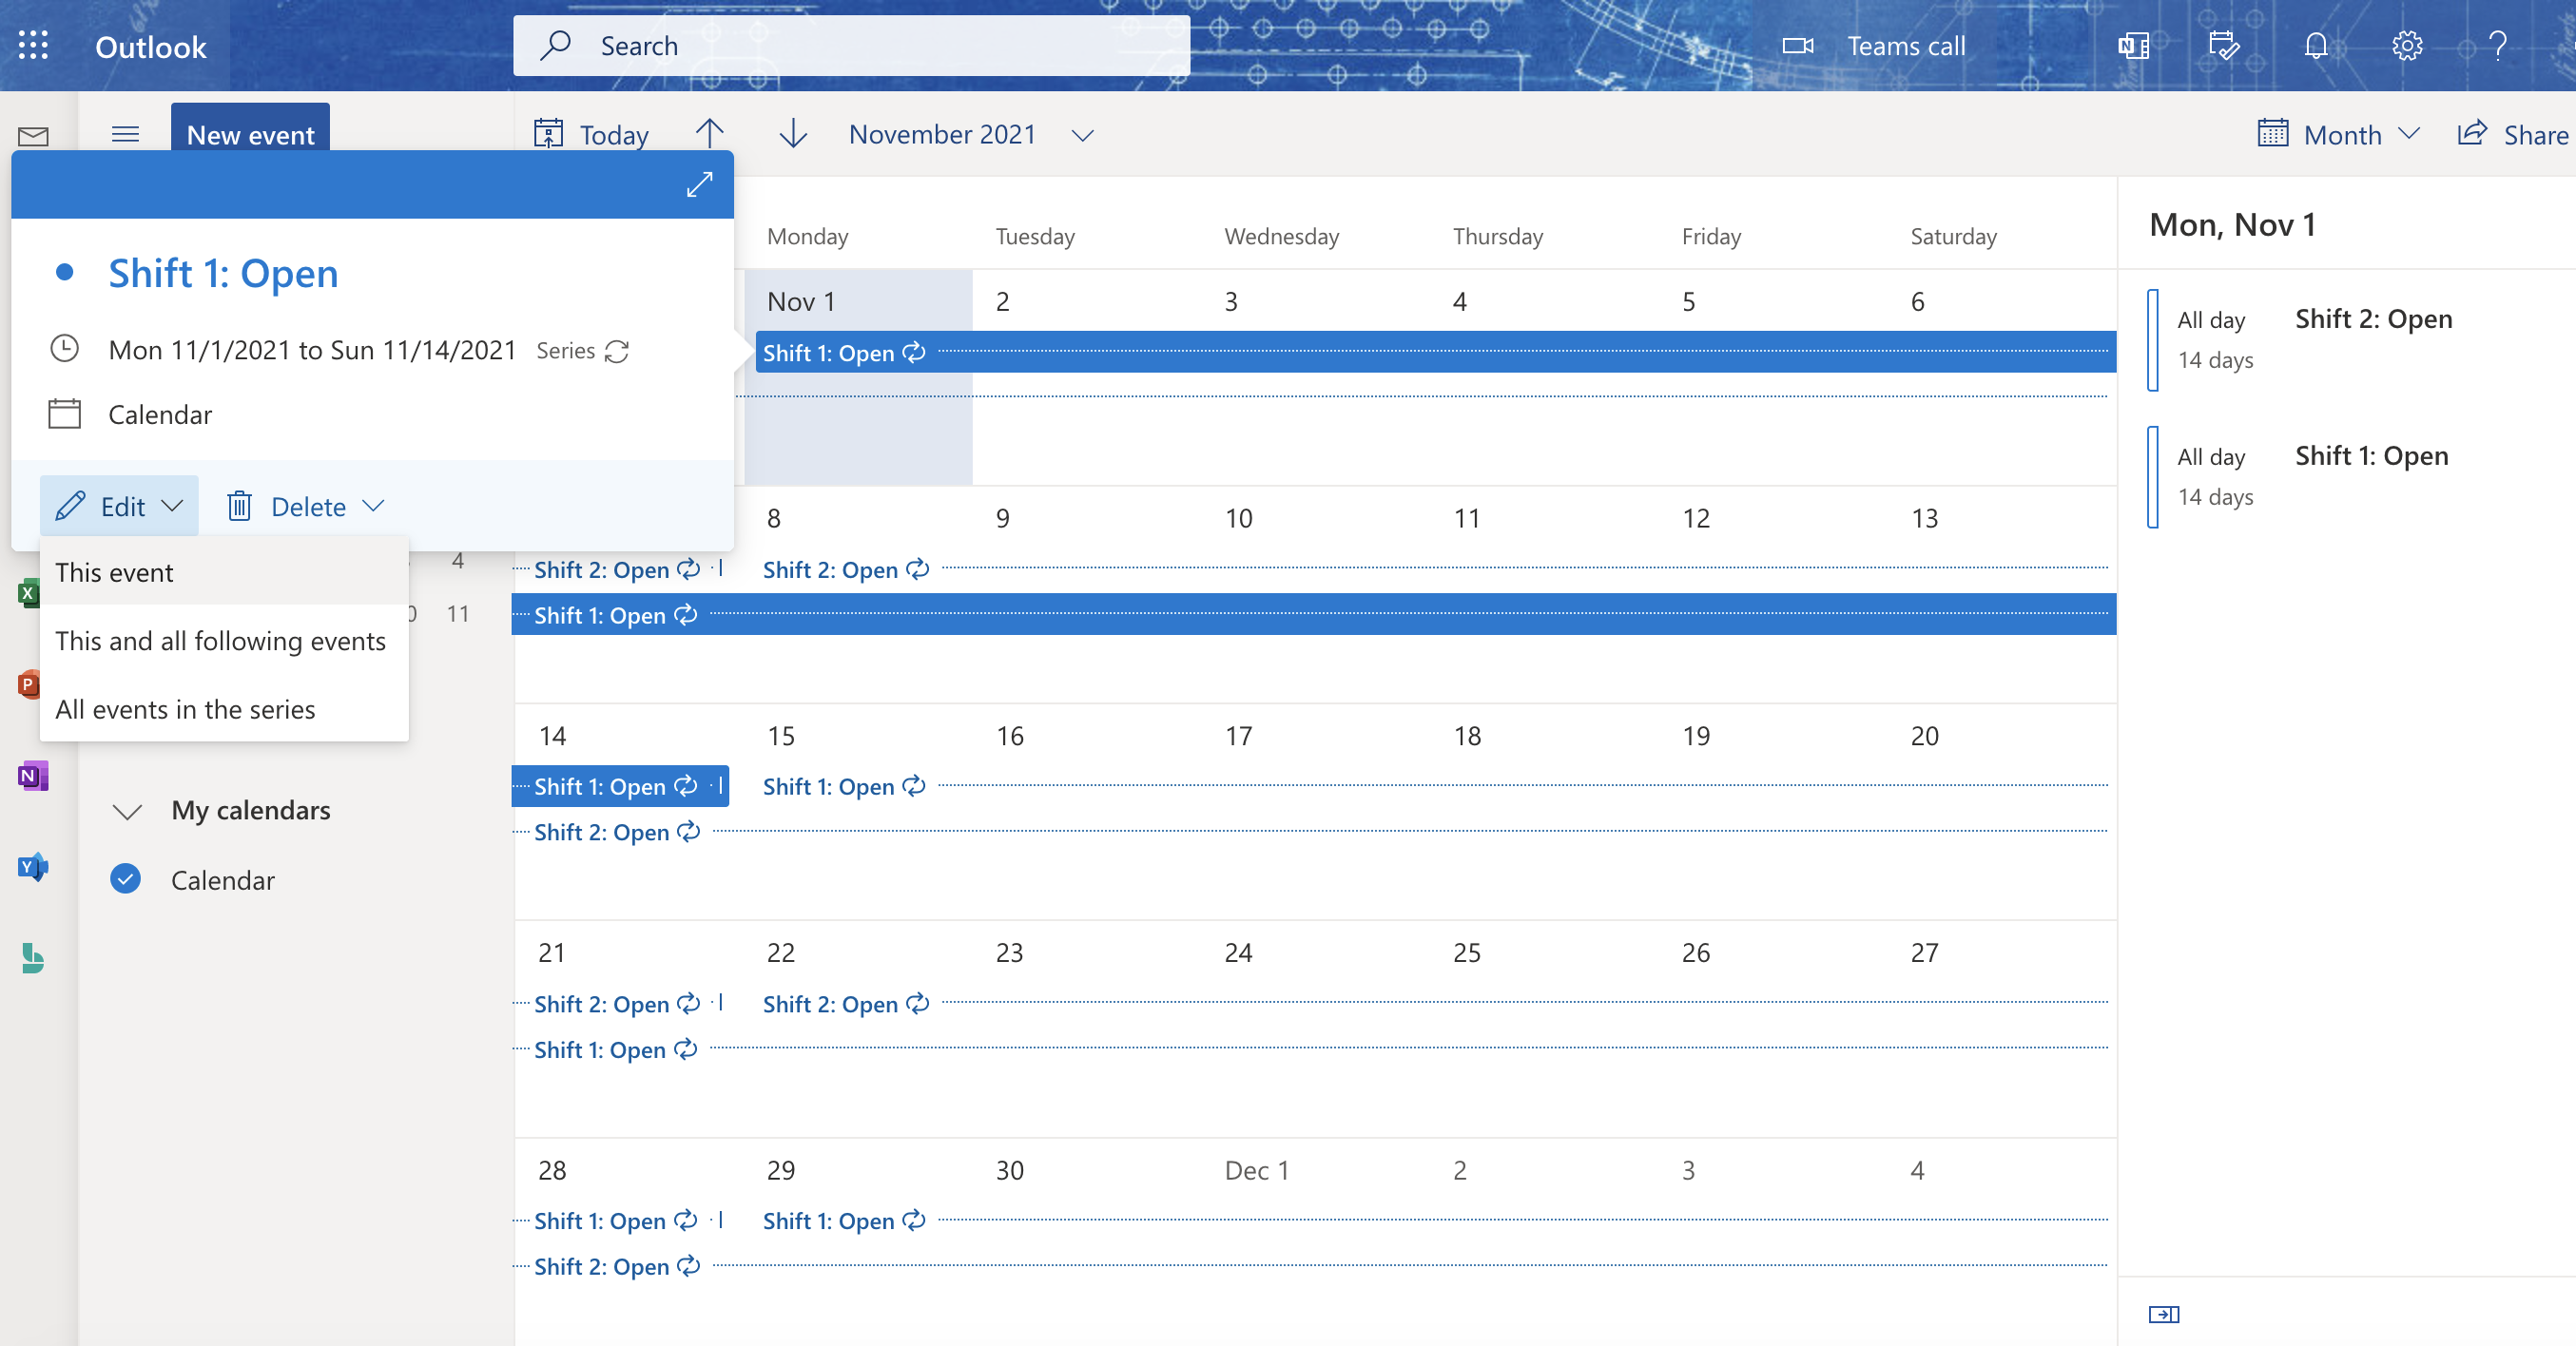 Outlook
Search
Teams call
New event
Today
November 2021
Month
Share
Shift 1: Open
Mon 11/1/2021 to Sun 11/14/2021 Series
Calendar
Edit
Delete
This event
This and all following events
All events in the series
4
11
My calendars
Calendar
Monday Tuesday Wednesday Thursday Friday Saturday
Nov 1 2 3 4 5 6
Shift 1: Open
8 9 10 11 12 13
Shift 2: Open Shift 2: Open
Shift 1: Open
14 15 16 17 18 19 20
Shift 1: Open Shift 1: Open
Shift 2: Open
21 22 23 24 25 26 27
Shift 2: Open Shift 2: Open
Shift 1: Open
28 29 30 Dec 1 2 3 4
Shift 1: Open Shift 1: Open
Shift 2: Open
Mon, Nov 1
All day Shift 2: Open
14 days
All day Shift 1: Open
14 days